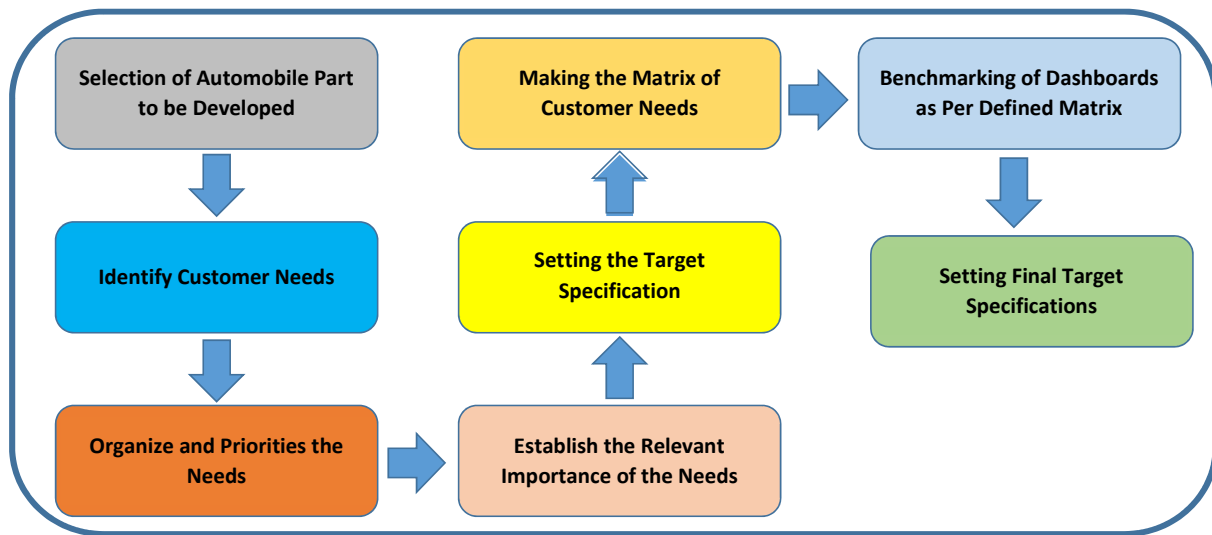 Selection of Automobile Part
to be Developed
Identify Customer Needs
Organize and Priorities the
Needs
Establish the Relevant
Importance of the Needs
Setting the Target
Specification
Making the Matrix of
Customer Needs
Benchmarking of Dashboards
as Per Defined Matrix
Setting Final Target
Specifications